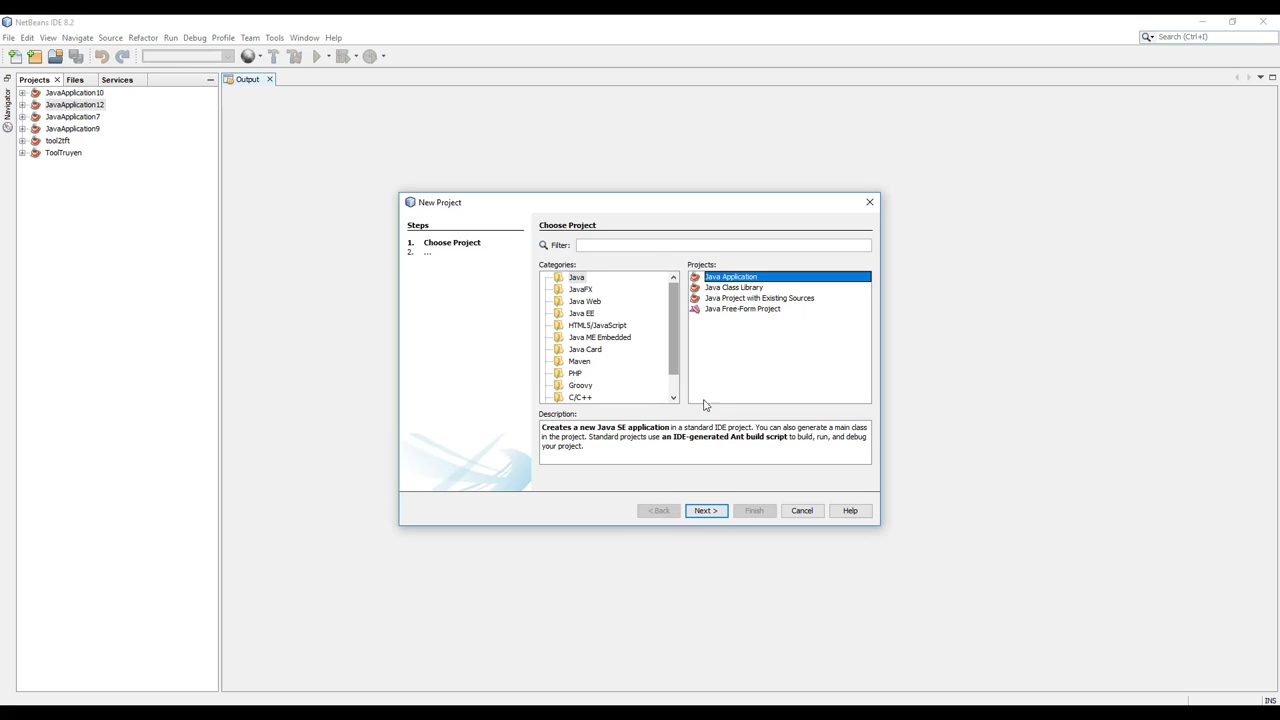 NetBeans IDE 8.2
File Edit View Navigate Source Refactor Run Debug Profile Team Tools Window Help
Search (Ctrl+I)
Projects Files Services
Output
Navigator
JavaApplication10
JavaApplication12
JavaApplication7
JavaApplication9
tool2tft
ToolTruyen
New Project
Steps
1. Choose Project
2. ...
Choose Project
Filter:
Categories:
Java
JavaFX
Java Web
Java EE
HTML5/JavaScript
Java ME Embedded
Java Card
Maven
PHP
Groovy
C/C++
Projects:
Java Application
Java Class Library
Java Project with Existing Sources
Java Free-Form Project
Description:
Creates a new Java SE application in a standard IDE project. You can also generate a main class
in the project. Standard projects use an IDE-generated Ant build script to build, run, and debug
your project.
< Back Next > Finish Cancel Help
INS